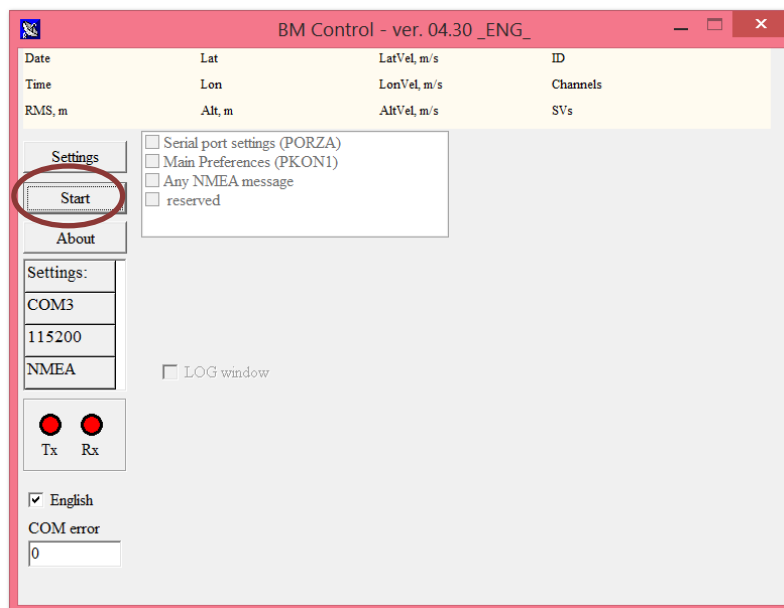 BM Control - ver. 04.30 _ENG_
Date Lat LatVel, m/s ID
Time Lon LonVel, m/s Channels
RMS, m Alt, m AltVel, m/s SVs
Settings
Start
About
Serial port settings (PORZA)
Main Preferences (PKON1)
Any NMEA message
reserved
Settings:
COM3
115200
NMEA
LOG window
Tx Rx
English
COM error
0